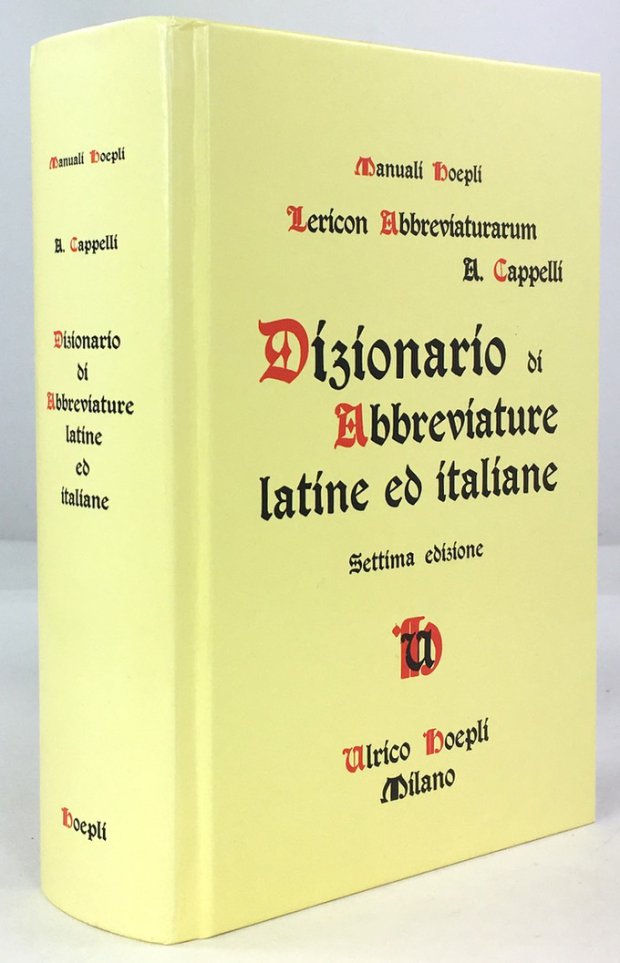 Manuali Hoepli
A. Cappelli
Dizionario
di
Abbreviature
latine
ed
italiane
Hoepli
Manuali Hoepli
Lexicon Abbreviaturarum
A. Cappelli
Dizionario di
Abbreviature
latine ed italiane
Settima edizione
UH
Ulrico Hoepli
Milano